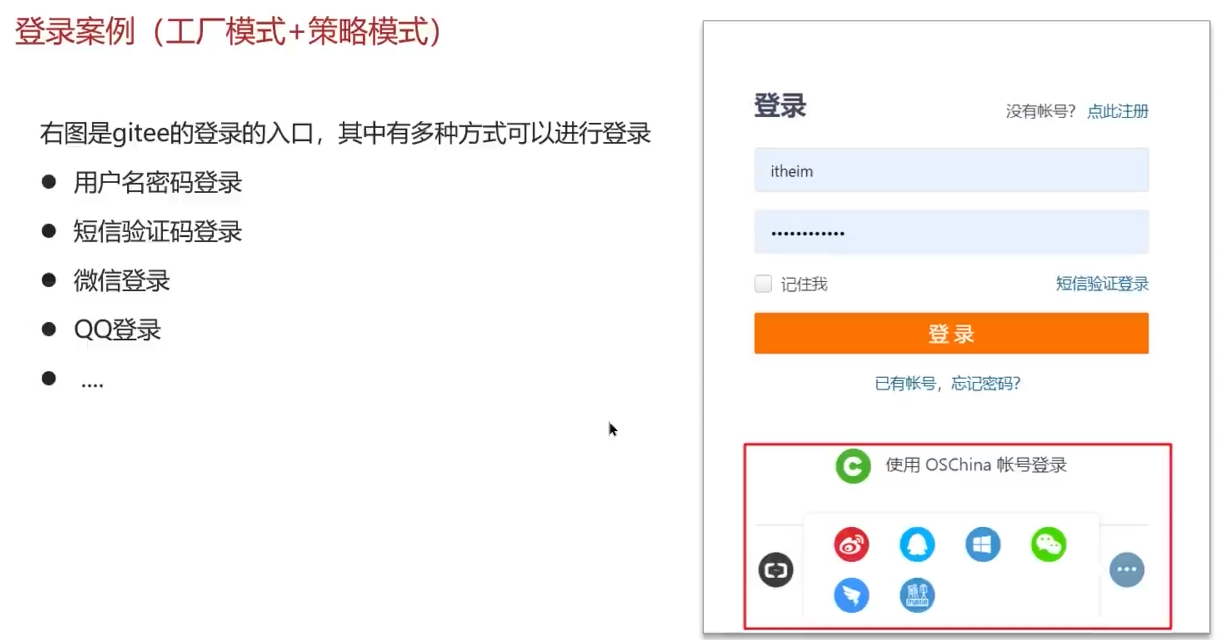 登录案例（工厂模式+策略模式）
右图是gitee的登录的入口，其中有多种方式可以进行登录
● 用户名密码登录
● 短信验证码登录
● 微信登录
● QQ登录
● ....
登录
没有帐号？ 点此注册
itheim
••••••••••••
记住我
短信验证登录
登 录
已有帐号，忘记密码？
使用 OSChina 帐号登录